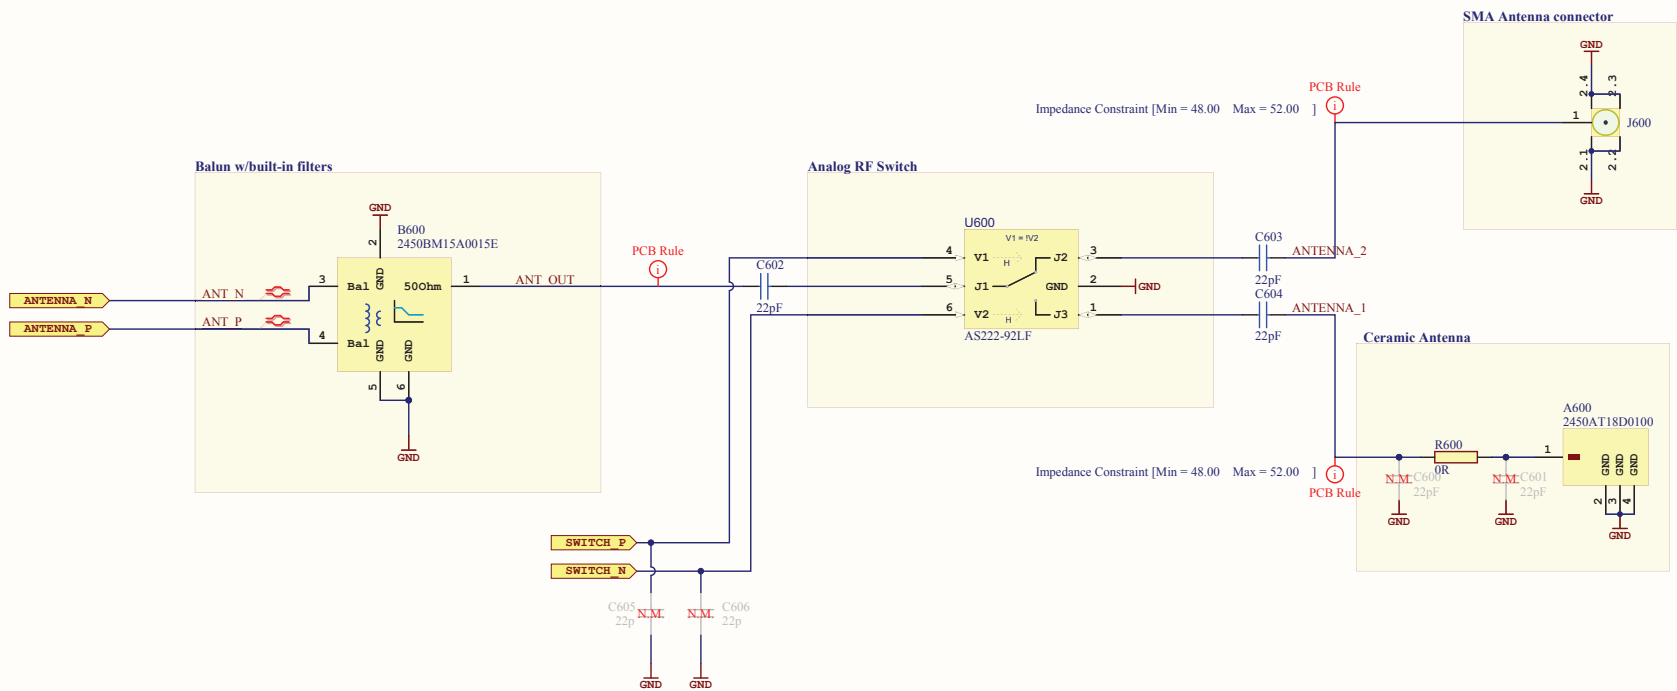 SMA Antenna connector
GND
2.4
2.3
1
J600
2.1
2.2
GND
PCB Rule
i
Impedance Constraint [Min = 48.00 Max = 52.00 ]
Balun w/built-in filters
GND
2
B600
2450BM15A0015E
GND
3
Bal
50Ohm
1
ANT_OUT
ANTENNA_N
ANT_N
ANTENNA_P
ANT_P
4
Bal
GND
GND
5
6
GND
PCB Rule
i
C602
22pF
Analog RF Switch
U600
V1 = !V2
4
V1
H
J2
3
5
J1
GND
2
GND
6
V2
H
J3
1
AS222-92LF
C603
ANTENNA_2
22pF
C604
ANTENNA_1
22pF
Ceramic Antenna
A600
2450AT18D0100
1
GND
GND
GND
2
3
4
GND
R600
0R
N.M.
C600
22pF
GND
N.M.
C601
22pF
GND
Impedance Constraint [Min = 48.00 Max = 52.00 ]
i
PCB Rule
SWITCH_P
SWITCH_N
C605
22p
N.M.
N.M.
C606
22p
GND
GND